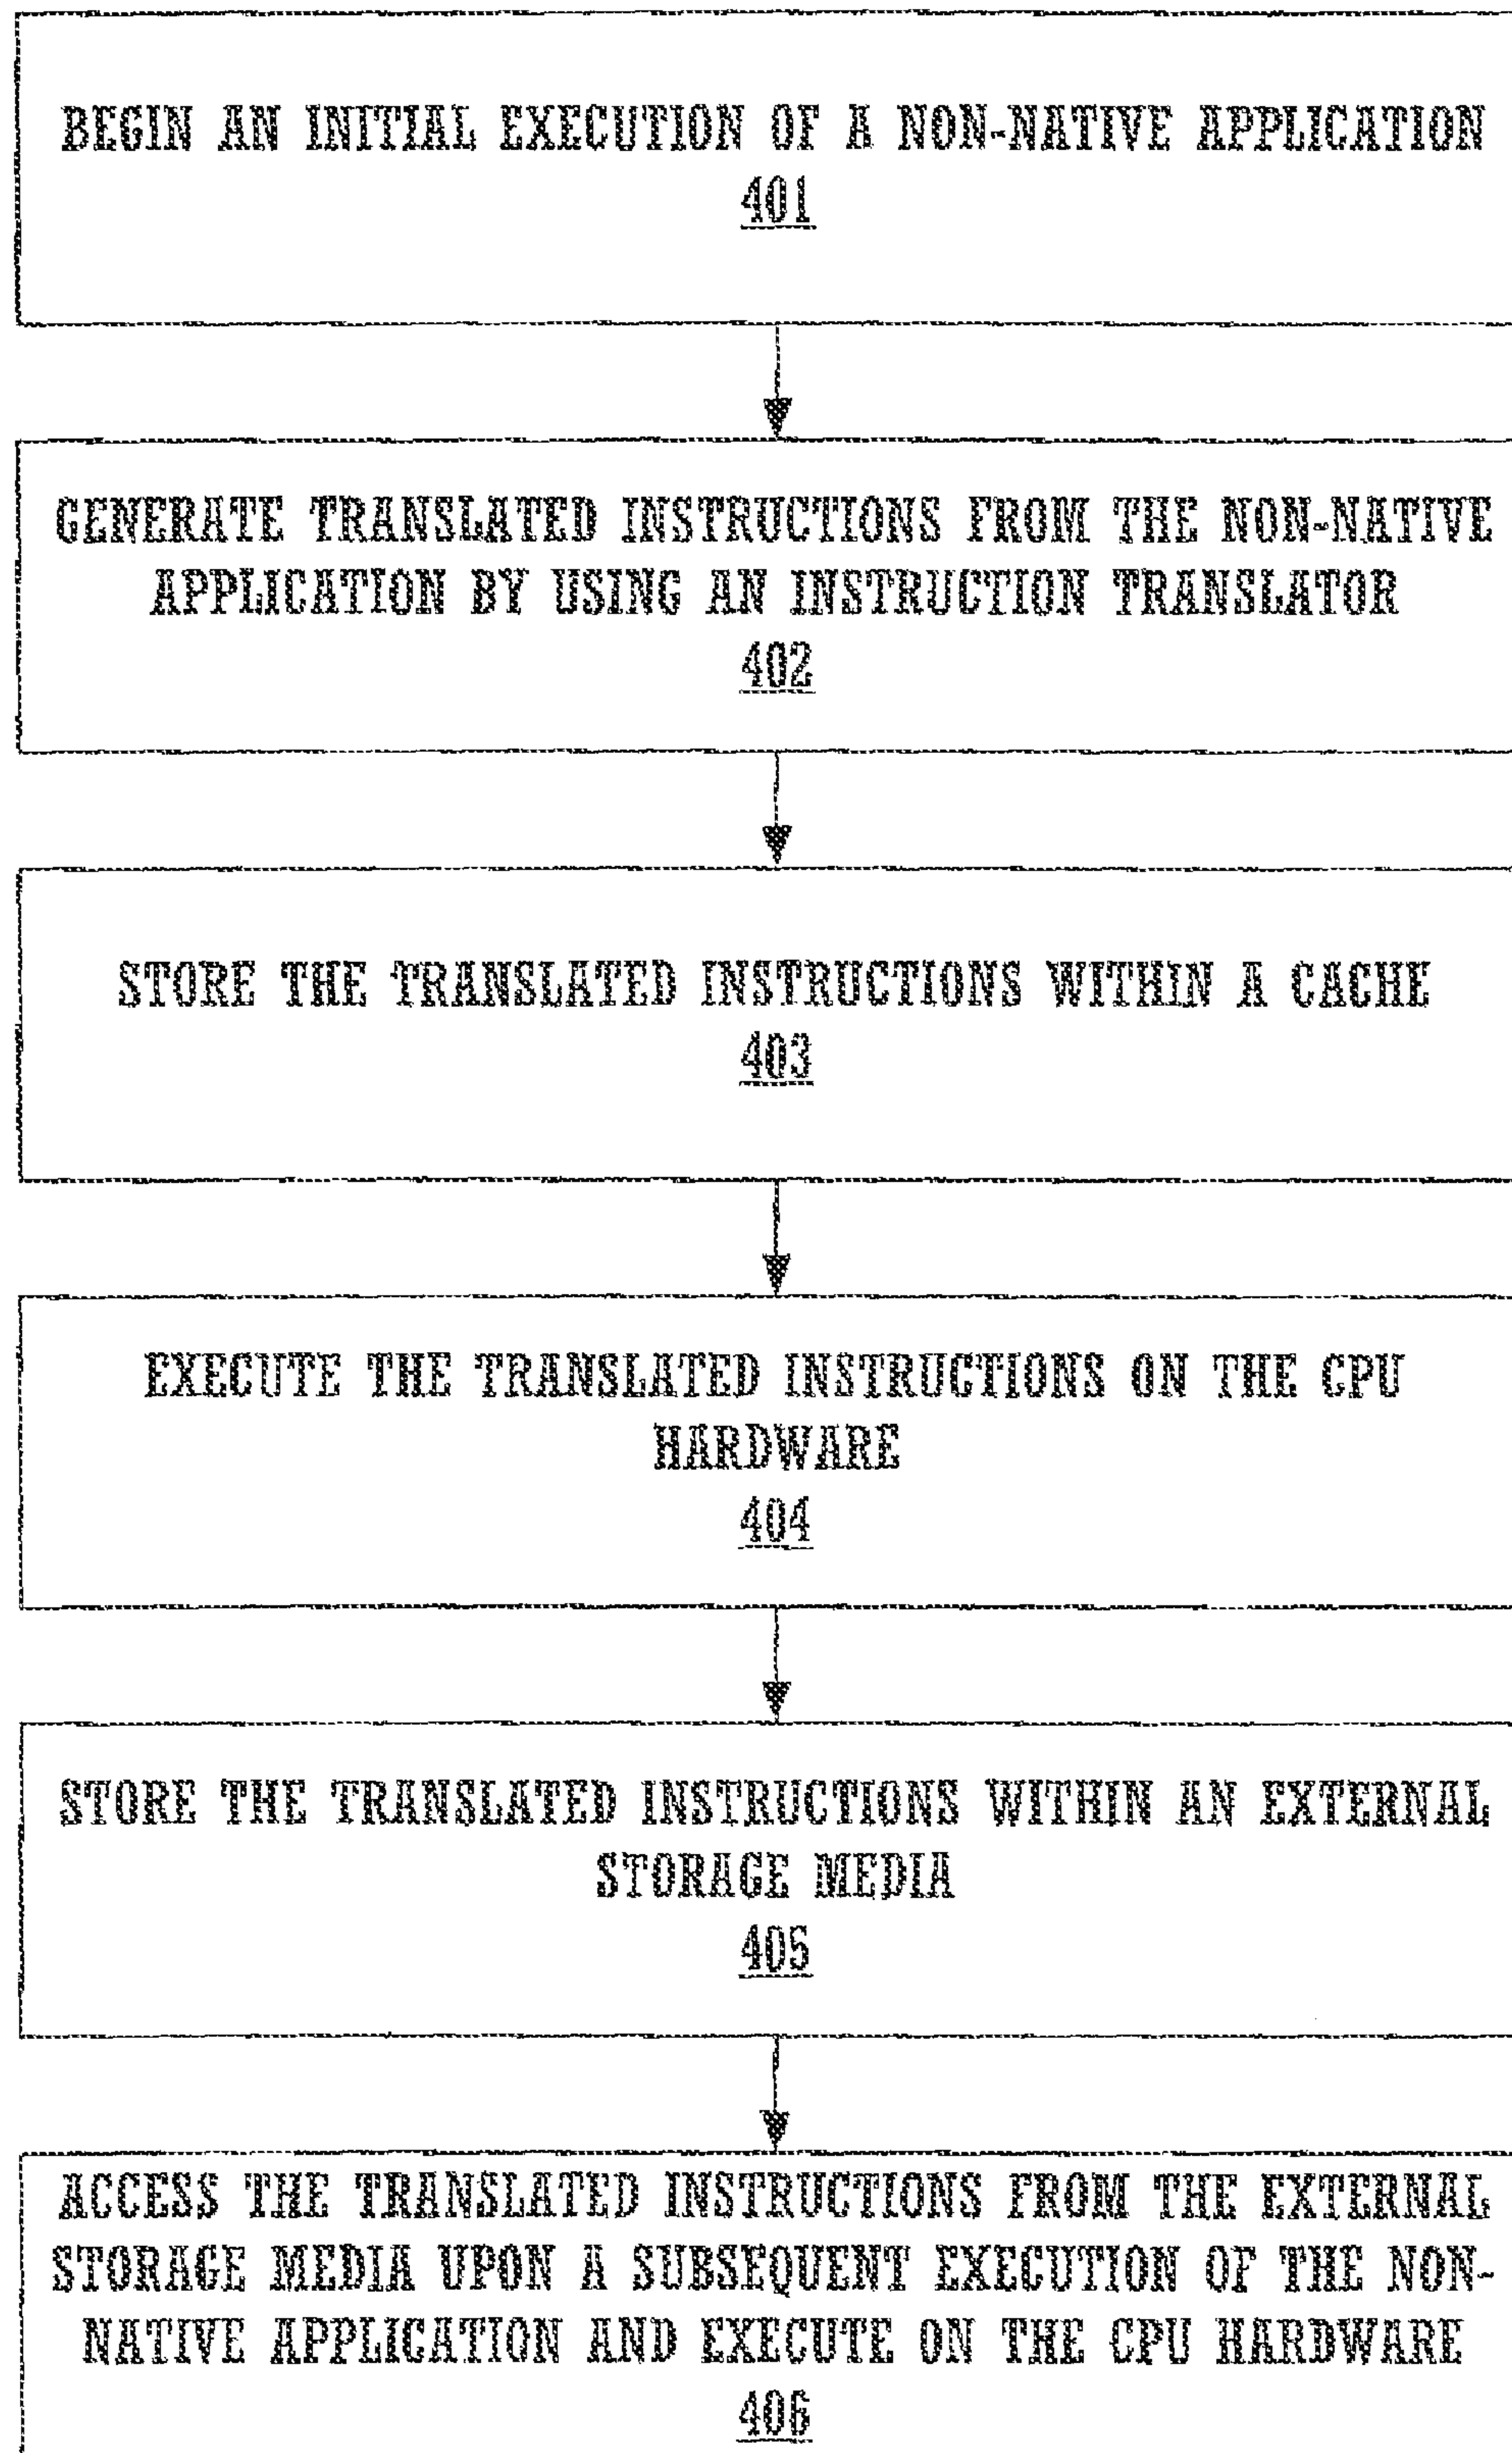 BEGIN AN INITIAL EXECUTION OF A NON-NATIVE APPLICATION
401
GENERATE TRANSLATED INSTRUCTIONS FROM THE NON-NATIVE
APPLICATION BY USING AN INSTRUCTION TRANSLATOR
402
STORE THE TRANSLATED INSTRUCTIONS WITHIN A CACHE
403
EXECUTE THE TRANSLATED INSTRUCTIONS ON THE CPU
HARDWARE
404
STORE THE TRANSLATED INSTRUCTIONS WITHIN AN EXTERNAL
STORAGE MEDIA
405
ACCESS THE TRANSLATED INSTRUCTIONS FROM THE EXTERNAL
STORAGE MEDIA UPON A SUBSEQUENT EXECUTION OF THE NON-
NATIVE APPLICATION AND EXECUTE ON THE CPU HARDWARE
406